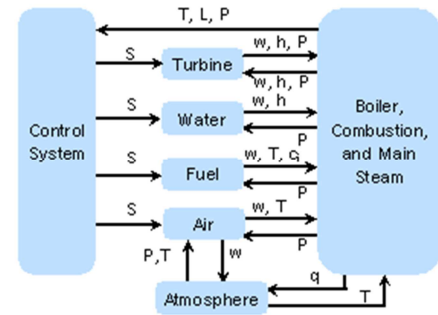 T, L, P
S
Turbine
w, h, P
w, h, P
S
Water
w, h
P
Control
System
Boiler,
Combustion,
and Main
Steam
S
Fuel
w, T, q
P
S
Air
w, T
P
P,T
w
Atmosphere
q
T